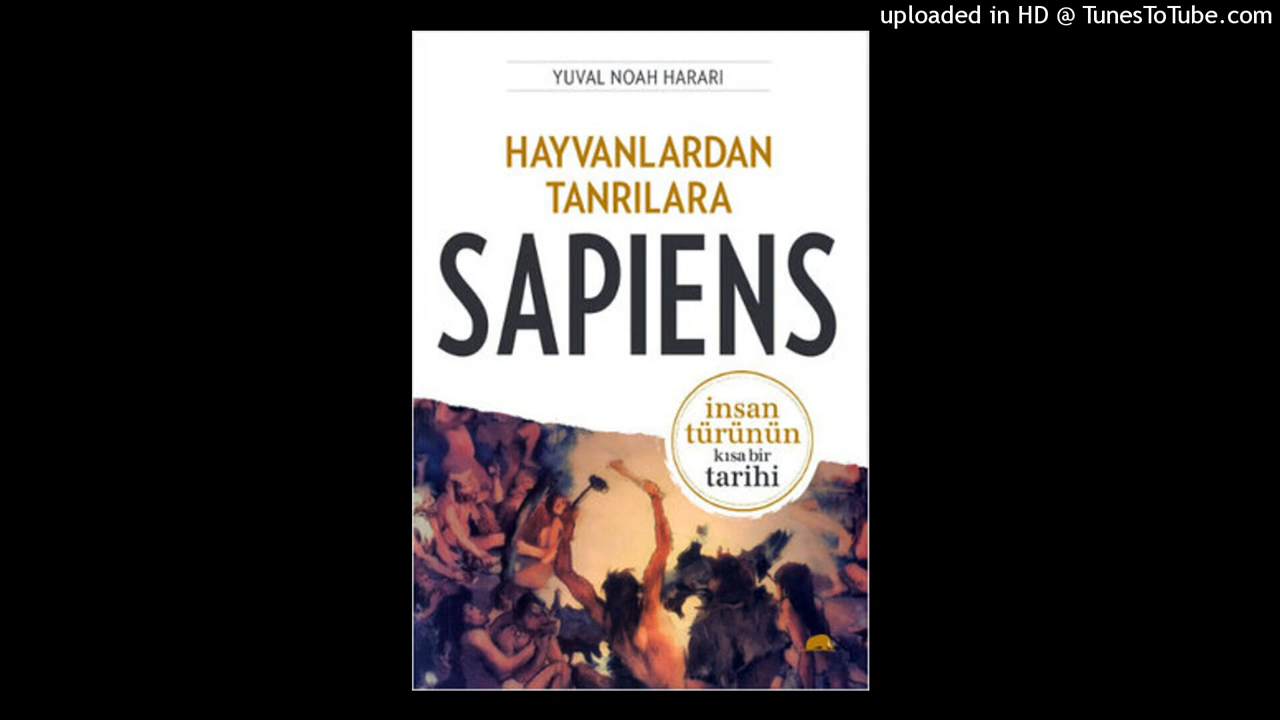 uploaded in HD @ TunesToTube.com
YUVAL NOAH HARARI
HAYVANLARDAN
TANRILARA
SAPIENS
insan
türünün
kısa bir
tarihi